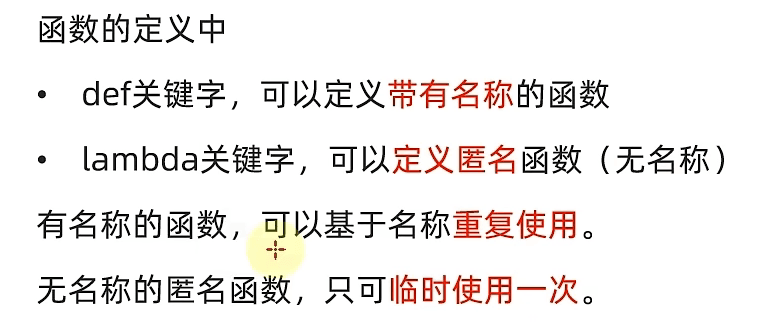 函数的定义中
• def关键字，可以定义带有名称的函数
• lambda关键字，可以定义匿名函数（无名称）
有名称的函数，可以基于名称重复使用。
无名称的匿名函数，只可临时使用一次。